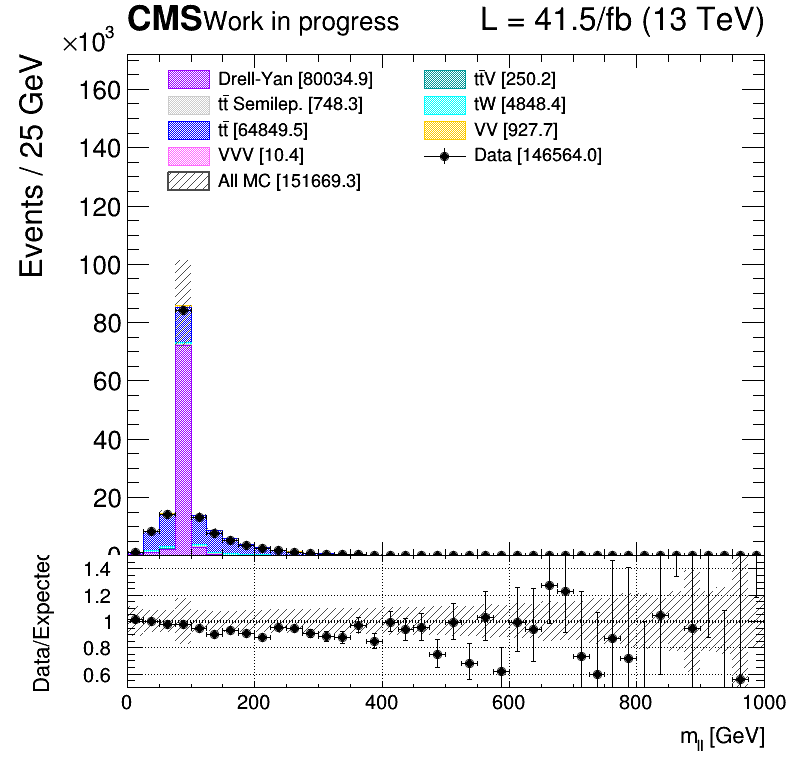 CMS Work in progress L = 41.5/fb (13 TeV)
×10³
Events / 25 GeV
160
140
120
100
80
60
40
20
0
Drell-Yan [80034.9]
tt̄ Semilep. [748.3]
tt̄ [64849.5]
VVV [10.4]
All MC [151669.3]
tt̄V [250.2]
tW [4848.4]
VV [927.7]
Data [146564.0]
Data/Expected
1.4
1.2
1
0.8
0.6
0 200 400 600 800 1000
m_ll [GeV]